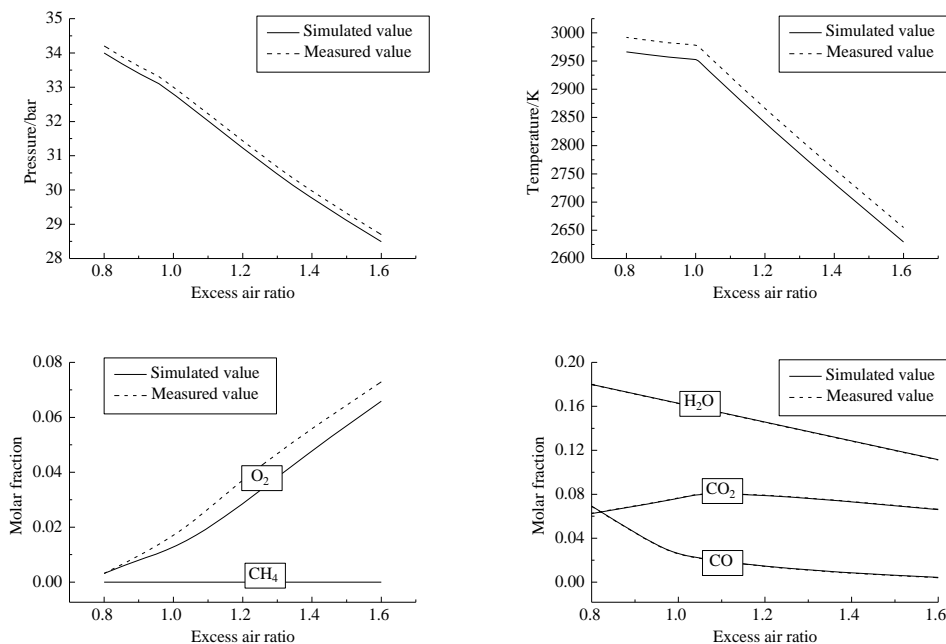 Simulated value
Measured value
Pressure/bar
35
34
33
32
31
30
29
28
0.8
1.0
1.2
1.4
1.6
Excess air ratio
Simulated value
Measured value
Temperature/K
3000
2950
2900
2850
2800
2750
2700
2650
2600
0.8
1.0
1.2
1.4
1.6
Excess air ratio
Simulated value
Measured value
Molar fraction
0.08
0.06
0.04
0.02
0.00
O₂
CH₄
0.8
1.0
1.2
1.4
1.6
Excess air ratio
Simulated value
Measured value
Molar fraction
0.20
0.16
0.12
0.08
0.04
0.00
H₂O
CO₂
CO
0.8
1.0
1.2
1.4
1.6
Excess air ratio